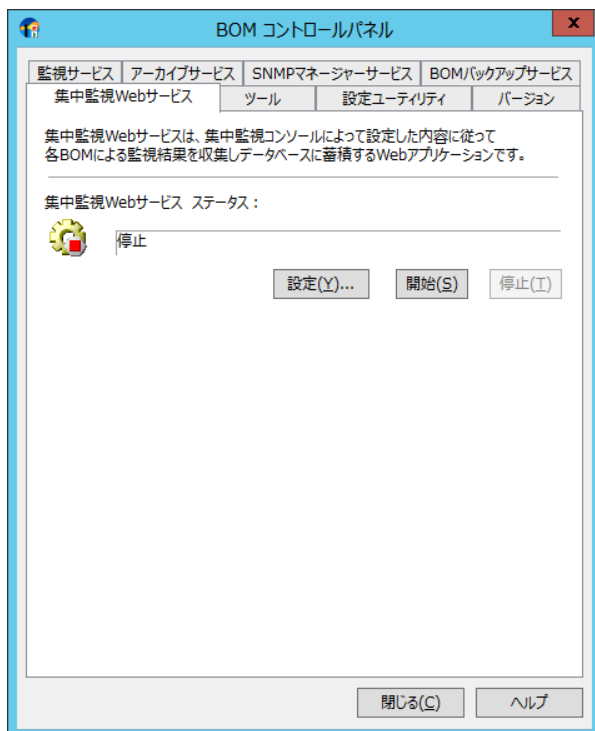 BOM コントロールパネル
x
監視サービス アーカイブサービス SNMPマネージャーサービス BOMバックアップサービス
集中監視Webサービス ツール 設定ユーティリティ バージョン
集中監視Webサービスは、集中監視コンソールによって設定した内容に従って
各BOMによる監視結果を収集しデータベースに蓄積するWebアプリケーションです。
集中監視Webサービス ステータス：
停止
設定(Y)... 開始(S) 停止(T)
閉じる(C) ヘルプ